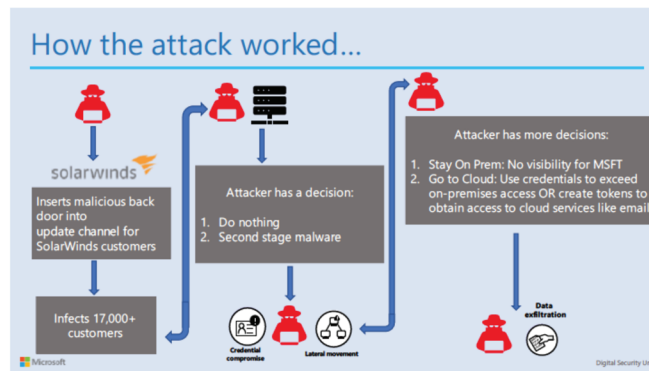 How the attack worked...
solarwinds
Inserts malicious back
door into
update channel for
SolarWinds customers
Infects 17,000+
customers
Attacker has a decision:
1. Do nothing
2. Second stage malware
Credential
compromise
Lateral movement
Attacker has more decisions:
1. Stay On Prem: No visibility for MSFT
2. Go to Cloud: Use credentials to exceed
on-premises access OR create tokens to
obtain access to cloud services like email
Data
exfiltration
Microsoft
Digital Security